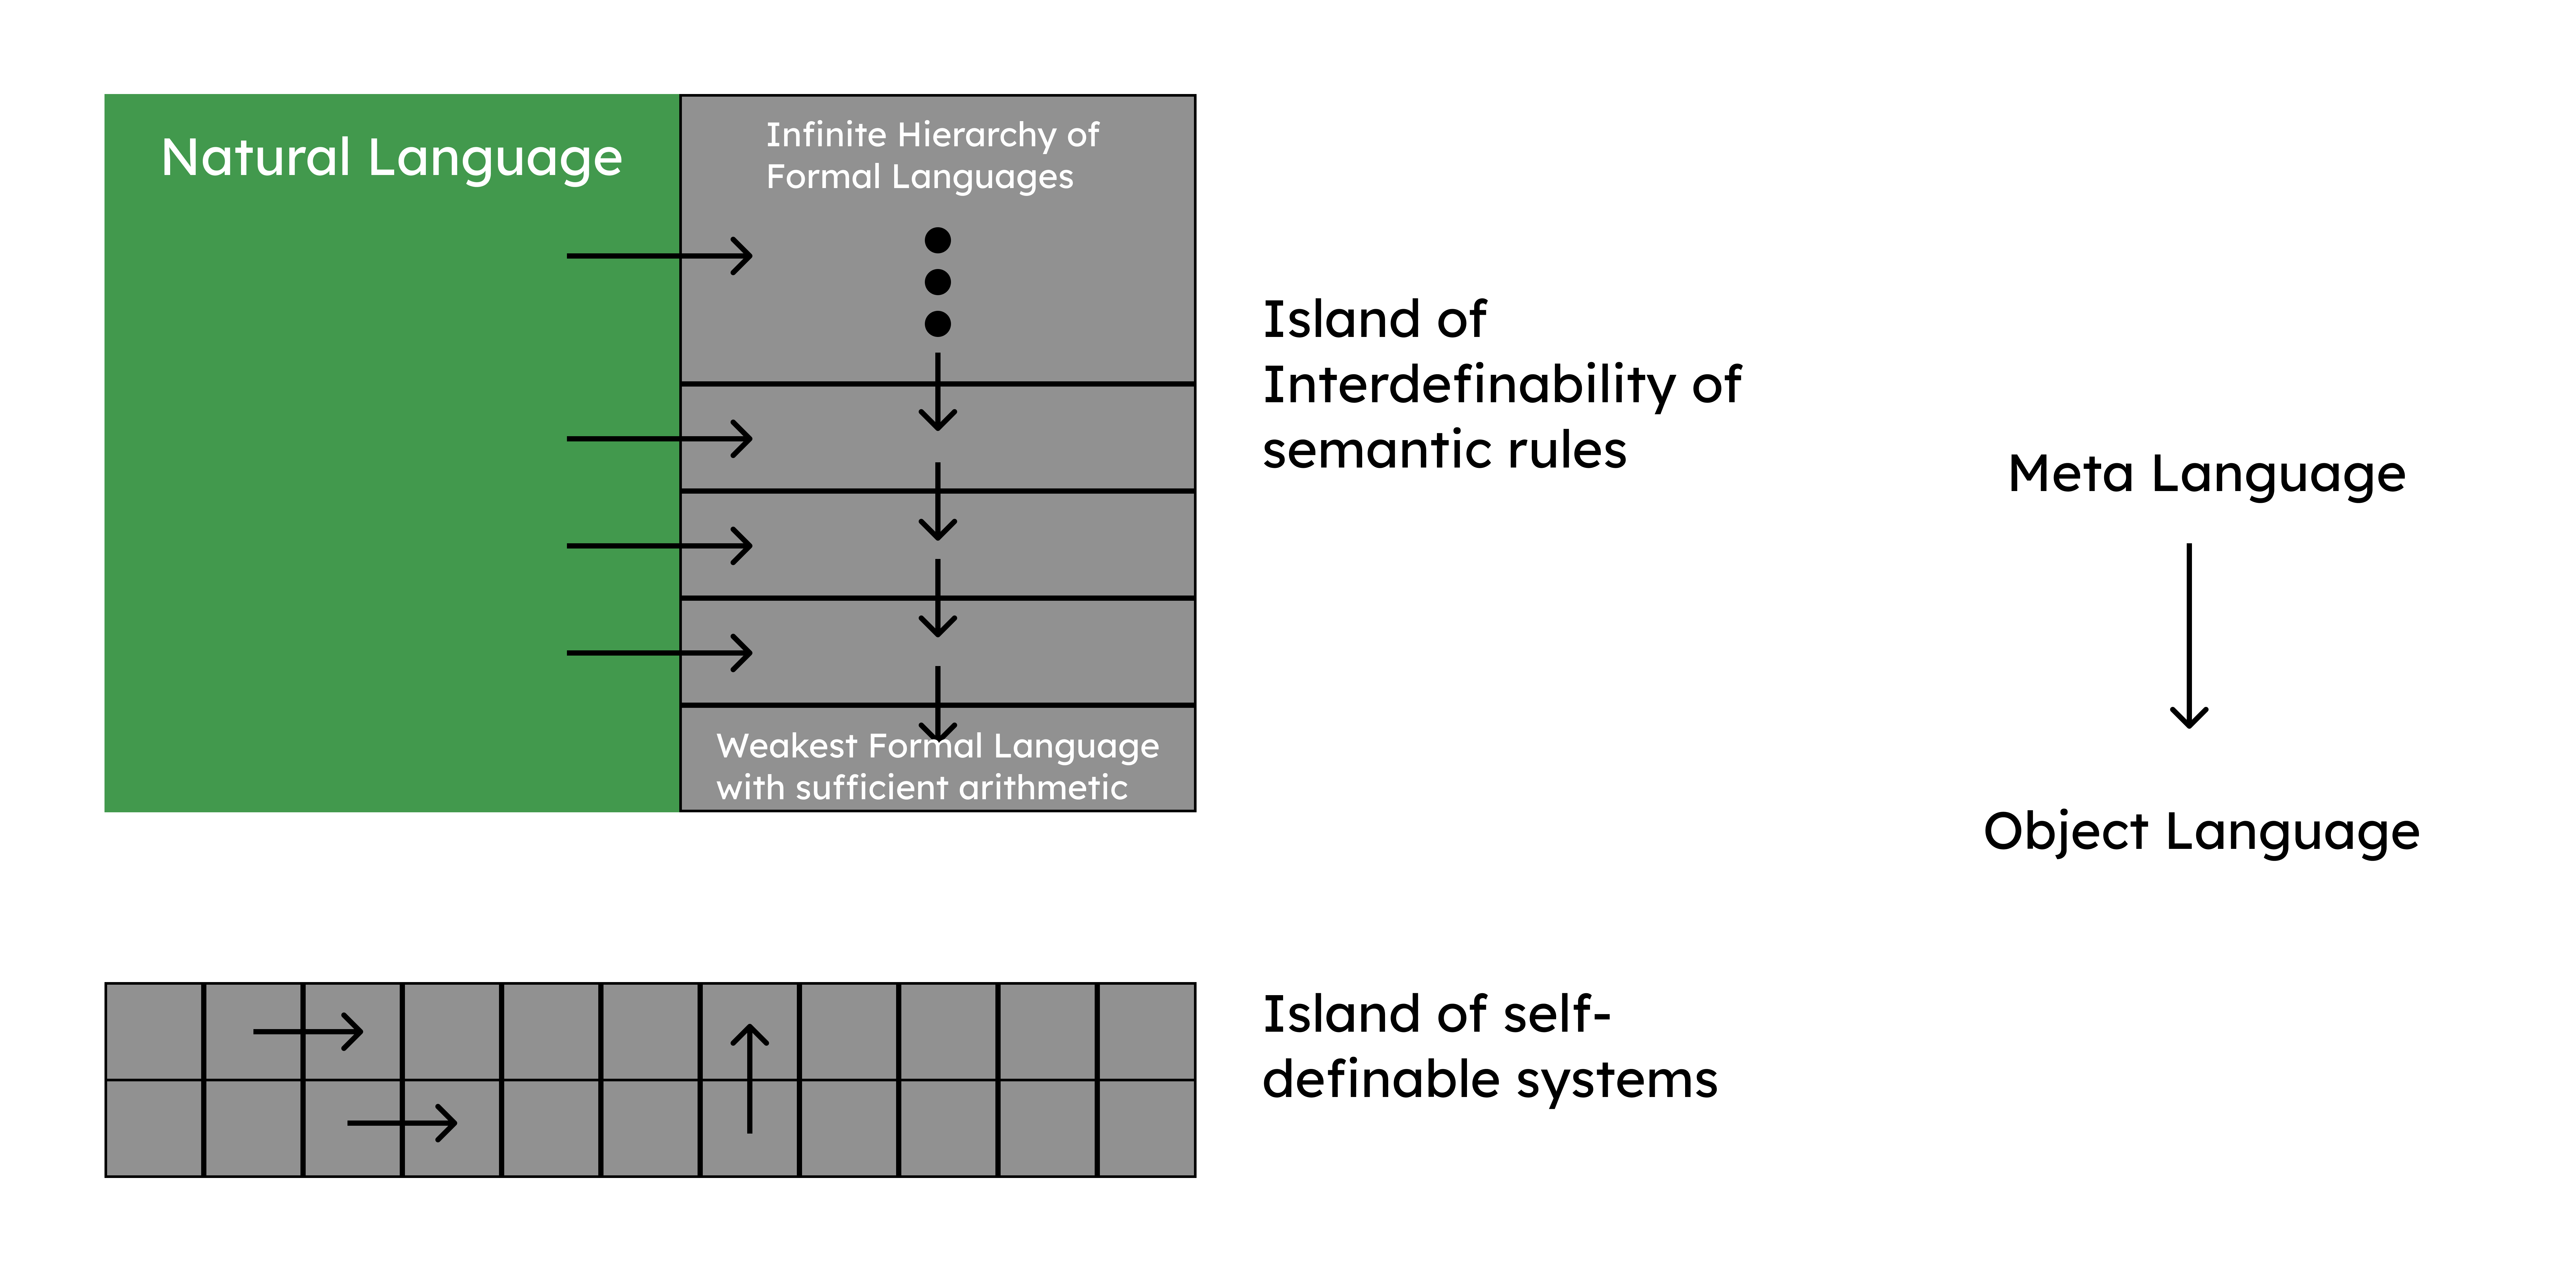 Natural Language
Infinite Hierarchy of
Formal Languages
Weakest Formal Language
with sufficient arithmetic
Island of
Interdefinability of
semantic rules
Meta Language
Object Language
Island of self-
definable systems